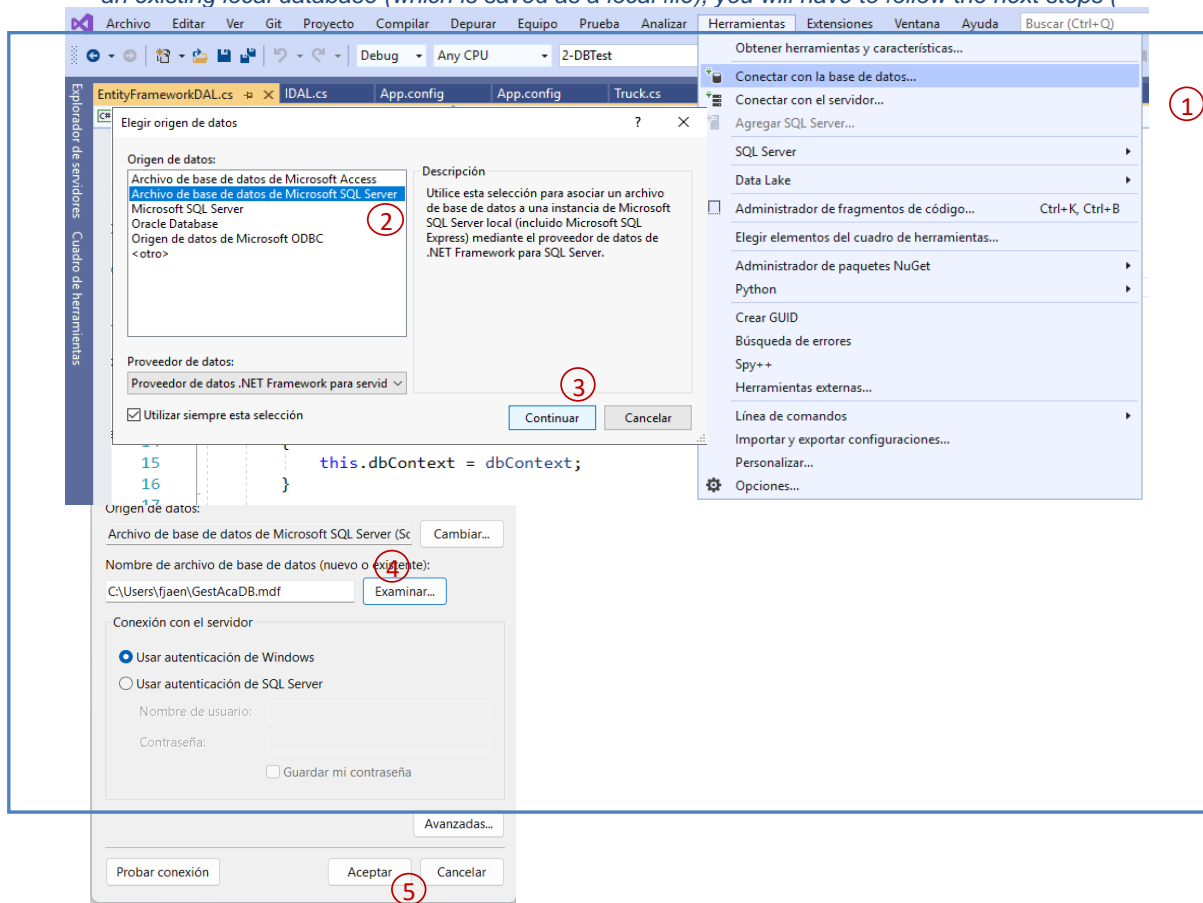 an existing local database (which is saved as a local file), you will have to follow the next steps (
Archivo Editar Ver Git Proyecto Compilar Depurar Equipo Prueba Analizar Herramientas Extensiones Ventana Ayuda Buscar (Ctrl+Q)
Debug Any CPU 2-DBTest
Explorador de servidores
Cuadro de herramientas
EntityFrameworkDAL.cs IDAL.cs App.config App.config Truck.cs
C#
Obtener herramientas y características...
Conectar con la base de datos...
1
Conectar con el servidor...
Agregar SQL Server...
SQL Server
Data Lake
Administrador de fragmentos de código... Ctrl+K, Ctrl+B
Elegir elementos del cuadro de herramientas...
Administrador de paquetes NuGet
Python
Crear GUID
Búsqueda de errores
Spy++
Herramientas externas...
Línea de comandos
Importar y exportar configuraciones...
Personalizar...
Opciones...
Elegir origen de datos ? ×
Origen de datos:
Archivo de base de datos de Microsoft Access
Archivo de base de datos de Microsoft SQL Server
Microsoft SQL Server
Oracle Database
Origen de datos de Microsoft ODBC
<otro>
2
Descripción
Utilice esta selección para asociar un archivo
de base de datos a una instancia de Microsoft
SQL Server local (incluido Microsoft SQL
Express) mediante el proveedor de datos de
.NET Framework para SQL Server.
Proveedor de datos:
Proveedor de datos .NET Framework para servid
3
Utilizar siempre esta selección
Continuar Cancelar
14 {
15 this.dbContext = dbContext;
16 }
17
Origen de datos:
Archivo de base de datos de Microsoft SQL Server (Sc Cambiar...
Nombre de archivo de base de datos (nuevo o existente):
4
C:\Users\fjaen\GestAcaDB.mdf Examinar...
Conexión con el servidor
Usar autenticación de Windows
Usar autenticación de SQL Server
Nombre de usuario:
Contraseña:
Guardar mi contraseña
Avanzadas...
Probar conexión Aceptar Cancelar
5